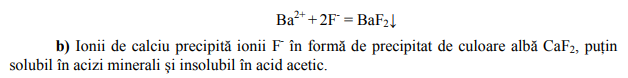 Ba²⁺ + 2F⁻ = BaF₂↓
b) Ionii de calciu precipită ionii F⁻ în formă de precipitat de culoare albă CaF₂, puțin
solubil în acizi minerali și insolubil în acid acetic.